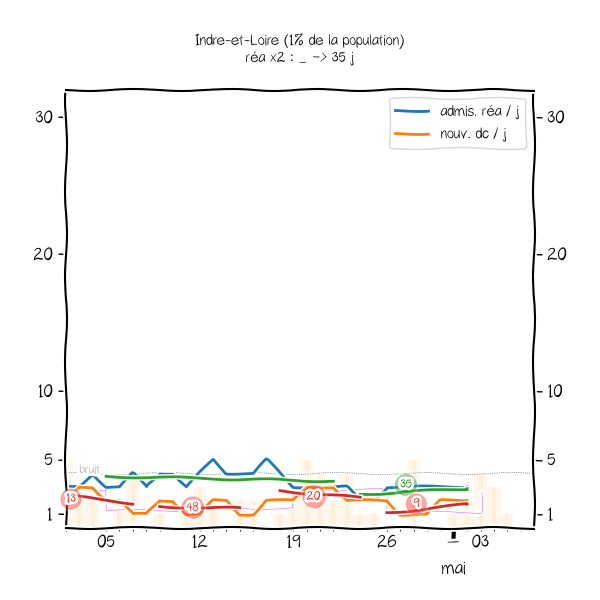 Indre-et-Loire (1% de la population)
réa x2 : _ -> 35 j
admis. réa / j
nouv. dc / j
30 30
20 20
10 10
5 5
bruit
1 1
13
48
20
35
9
05 12 19 26 03
mai